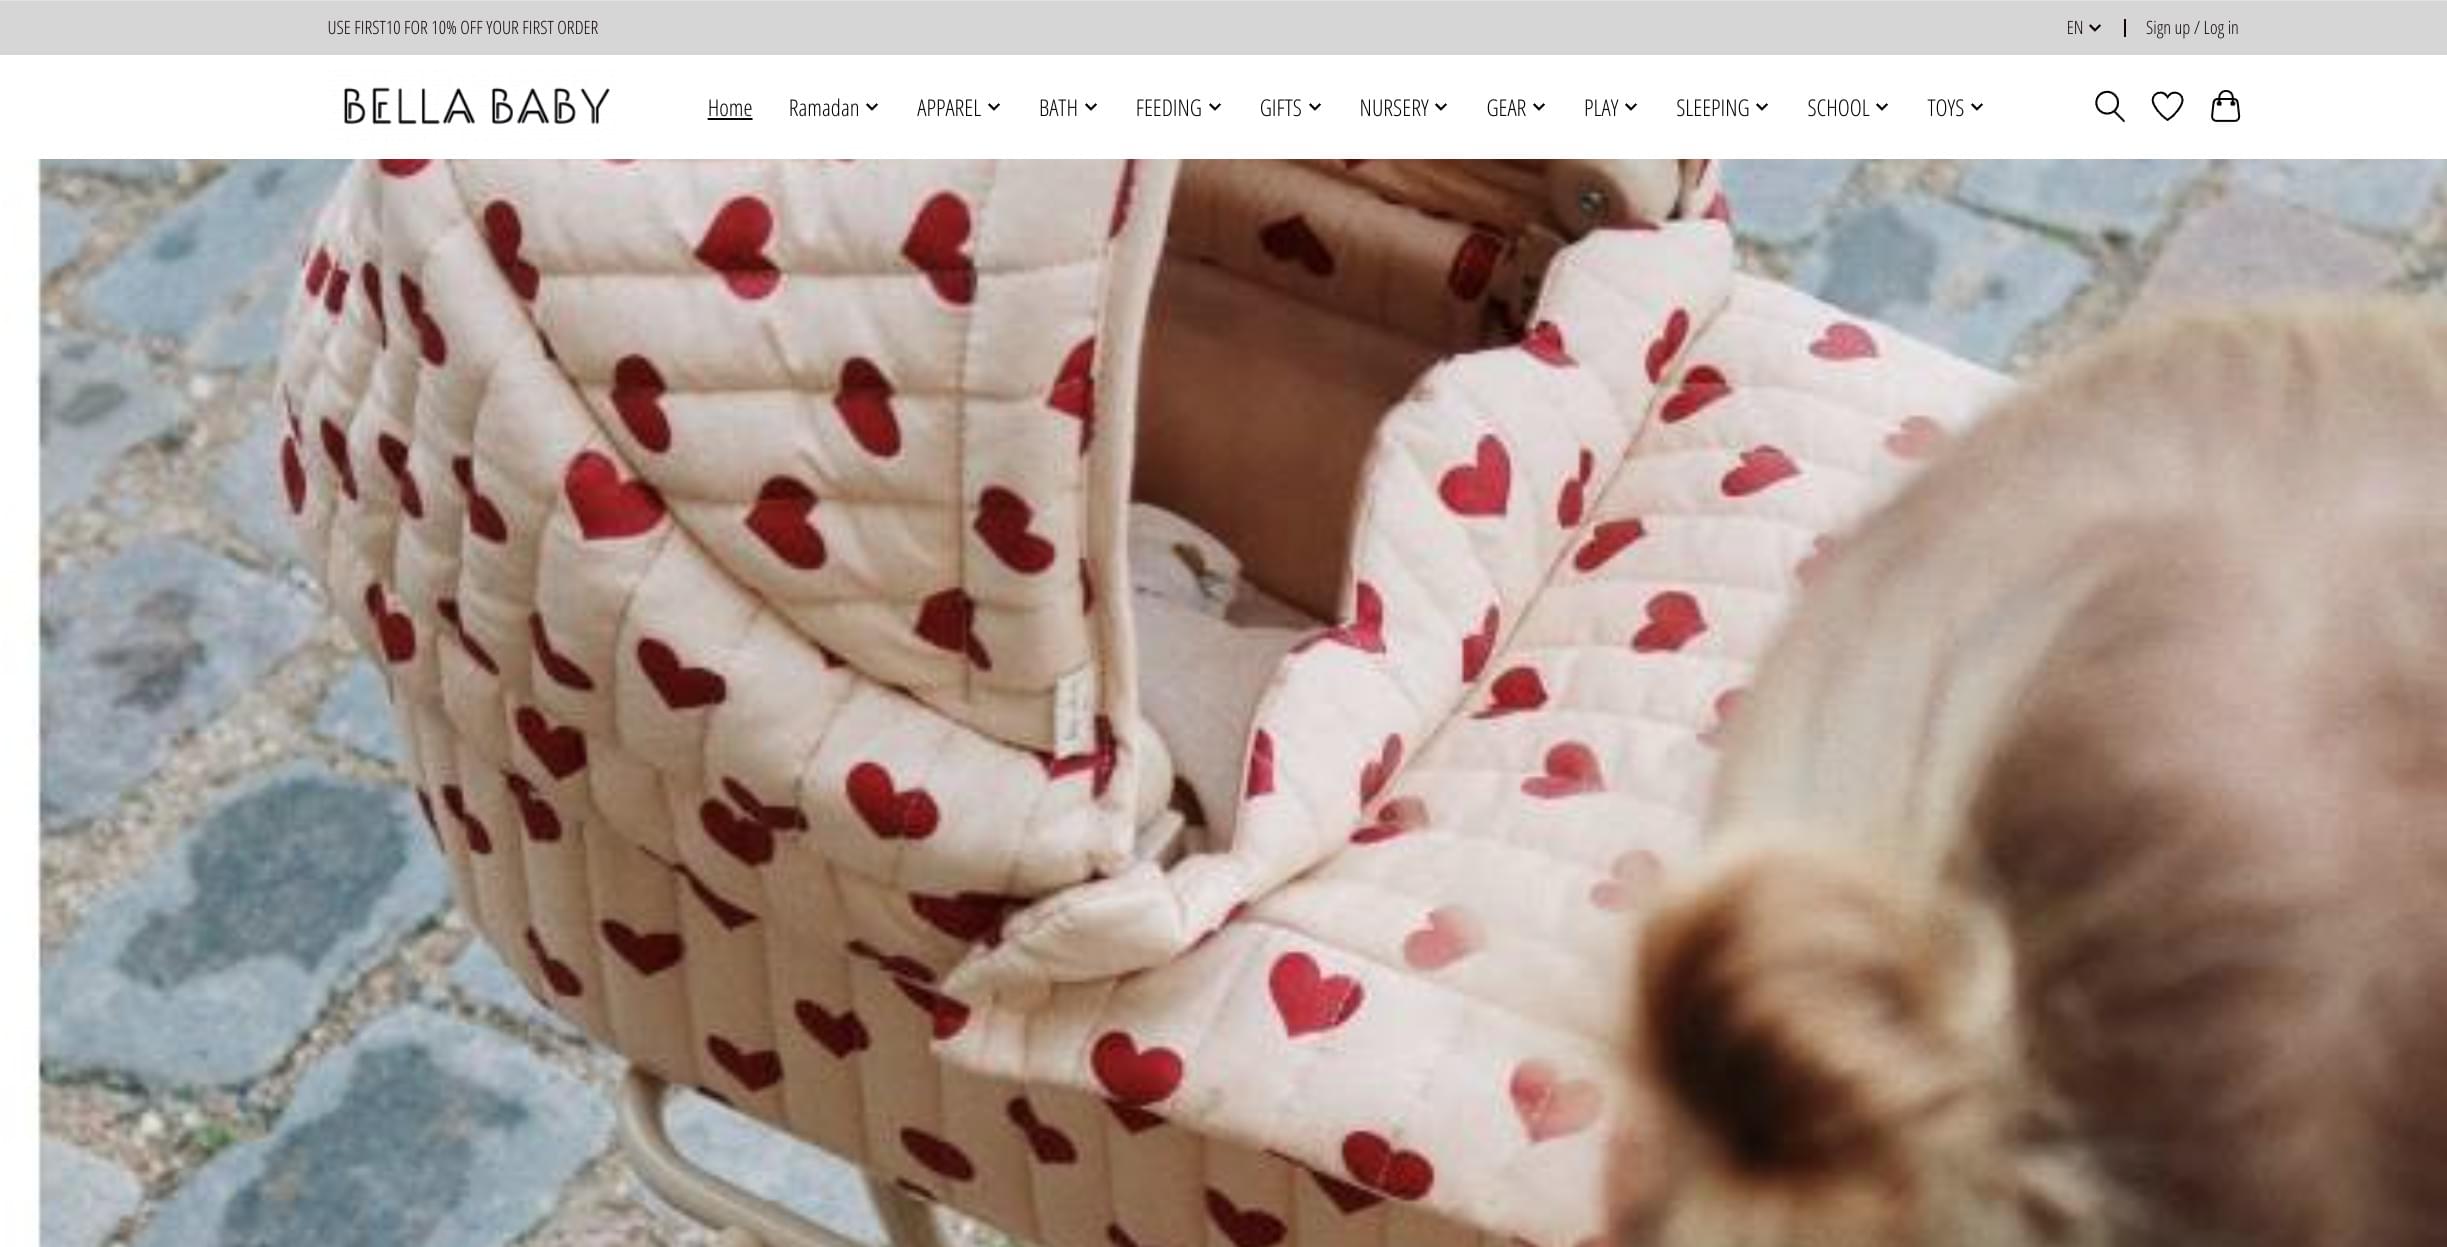 USE FIRST10 FOR 10% OFF YOUR FIRST ORDER
EN
Sign up / Log in
BELLA BABY
Home
Ramadan
APPAREL
BATH
FEEDING
GIFTS
NURSERY
GEAR
PLAY
SLEEPING
SCHOOL
TOYS